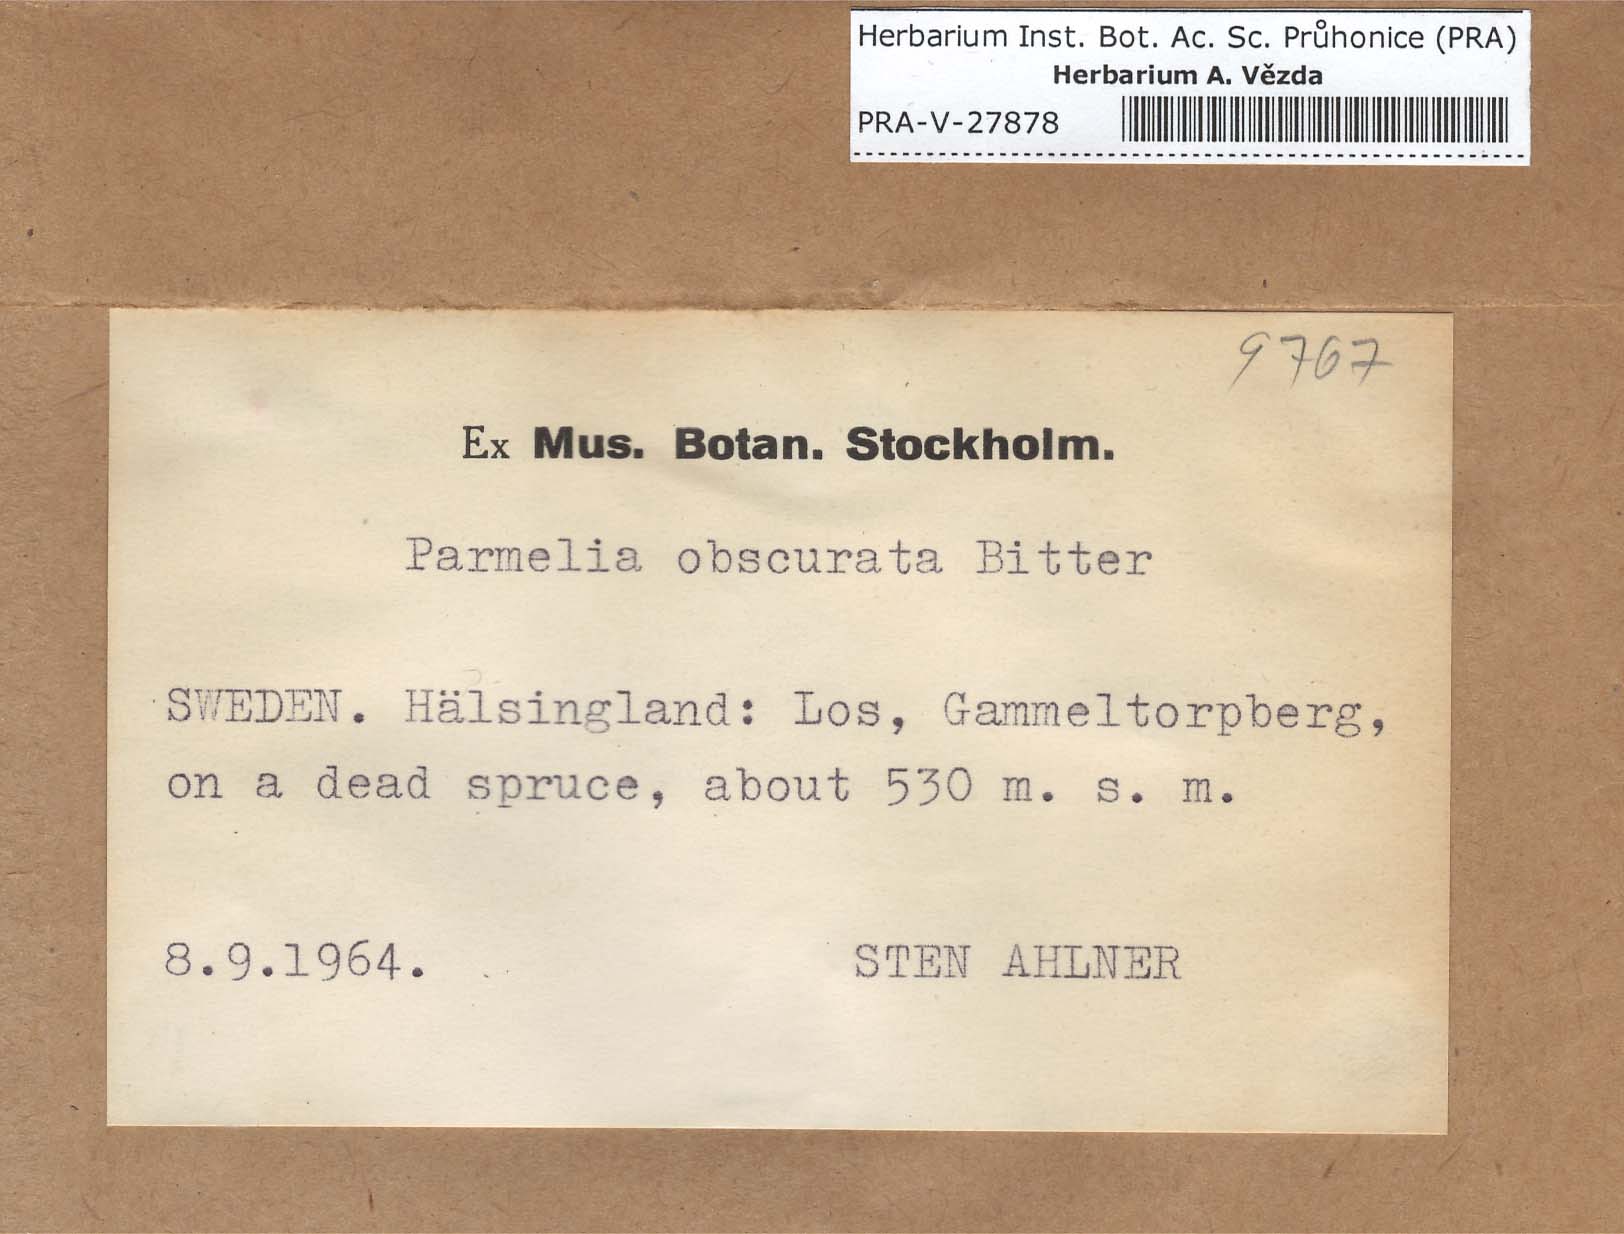 Herbarium Inst. Bot. Ac. Sc. Průhonice (PRA)
Herbarium A. Vězda
PRA-V-27878
9767
Ex Mus. Botan. Stockholm.
Parmelia obscurata Bitter
SWEDEN. Hälsingland: Los, Gammeltorpberg,
on a dead spruce, about 530 m. s. m.
8.9.1964. STEN AHLNER